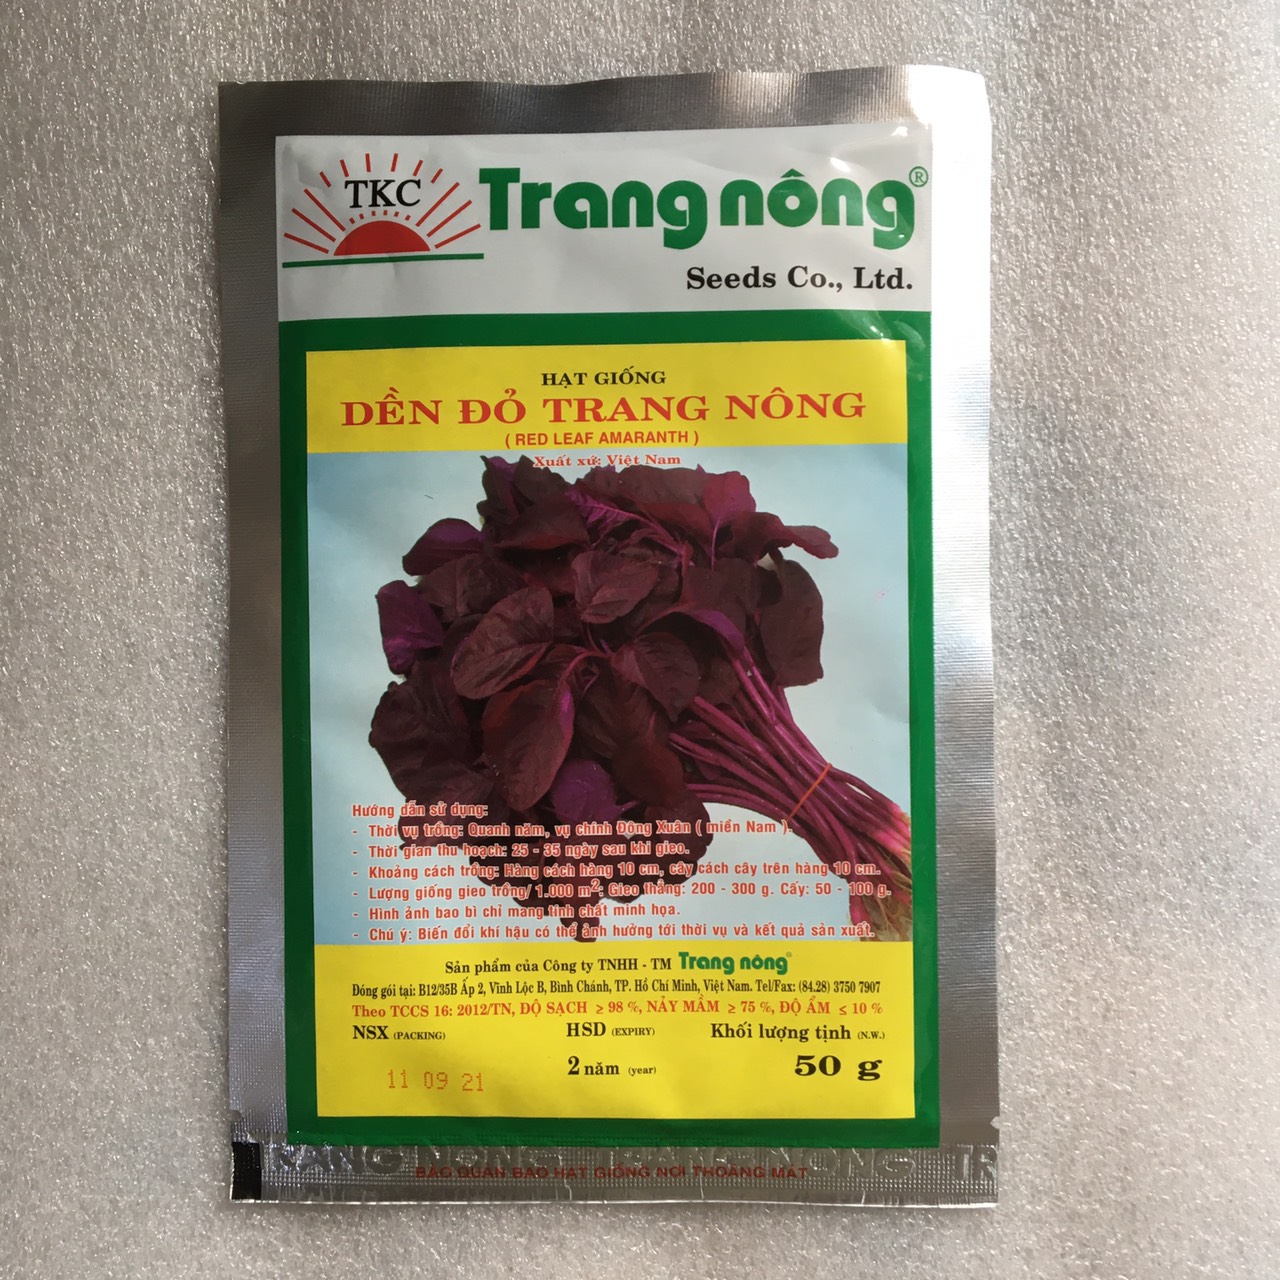 TKC
Trang nông®
Seeds Co., Ltd.
HẠT GIỐNG
DỀN ĐỎ TRANG NÔNG
( RED LEAF AMARANTH )
Xuất xứ: Việt Nam
Hướng dẫn sử dụng:
- Thời vụ trồng: Quanh năm, vụ chính Đông Xuân ( miền Nam ).
- Thời gian thu hoạch: 25 - 35 ngày sau khi gieo.
- Khoảng cách trồng: Hàng cách hàng 10 cm, cây cách cây trên hàng 10 cm.
- Lượng giống gieo trồng/ 1.000 m²: Gieo thẳng: 200 - 300 g. Cấy: 50 - 100 g.
- Hình ảnh bao bì chỉ mang tính chất minh họa.
- Chú ý: Biến đổi khí hậu có thể ảnh hưởng tới thời vụ và kết quả sản xuất.
Sản phẩm của Công ty TNHH - TM Trang nông®
Đóng gói tại: B12/35B Ấp 2, Vĩnh Lộc B, Bình Chánh, TP. Hồ Chí Minh, Việt Nam. Tel/Fax: (84.28) 3750 7907
Theo TCCS 16: 2012/TN, ĐỘ SẠCH ≥ 98 %, NẢY MẦM ≥ 75 %, ĐỘ ẨM ≤ 10 %
NSX (PACKING) HSD (EXPIRY) Khối lượng tịnh (N.W.)
11 09 21 2 năm (year) 50 g
RANG NÔNG TRANG NÔNG TR
BẢO QUẢN BAO HẠT GIỐNG NƠI THOÁNG MÁT